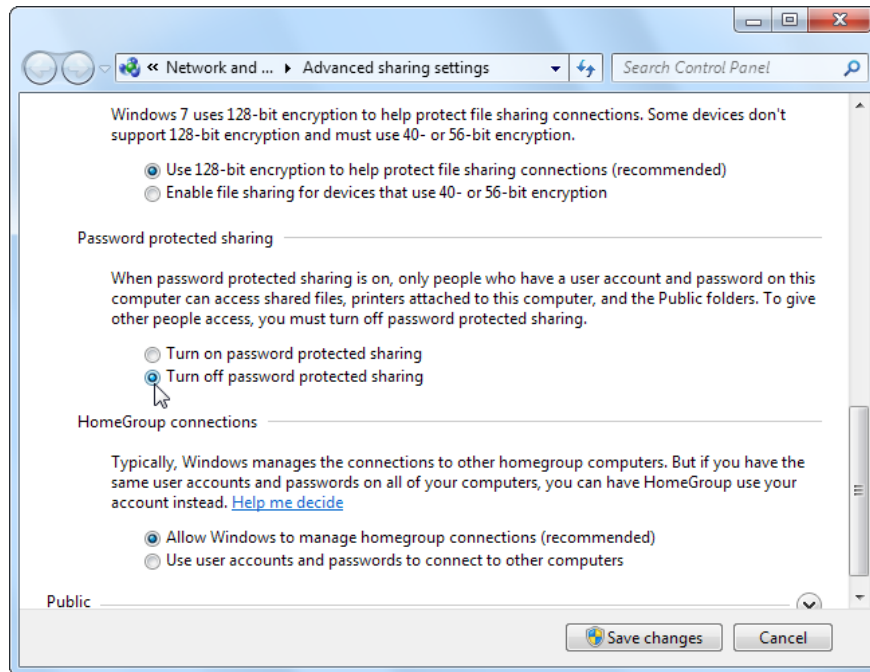 « Network and ... ▸ Advanced sharing settings
Search Control Panel
Windows 7 uses 128-bit encryption to help protect file sharing connections. Some devices don't
support 128-bit encryption and must use 40- or 56-bit encryption.
Use 128-bit encryption to help protect file sharing connections (recommended)
Enable file sharing for devices that use 40- or 56-bit encryption
Password protected sharing
When password protected sharing is on, only people who have a user account and password on this
computer can access shared files, printers attached to this computer, and the Public folders. To give
other people access, you must turn off password protected sharing.
Turn on password protected sharing
Turn off password protected sharing
HomeGroup connections
Typically, Windows manages the connections to other homegroup computers. But if you have the
same user accounts and passwords on all of your computers, you can have HomeGroup use your
account instead. Help me decide
Allow Windows to manage homegroup connections (recommended)
Use user accounts and passwords to connect to other computers
Public
Save changes
Cancel